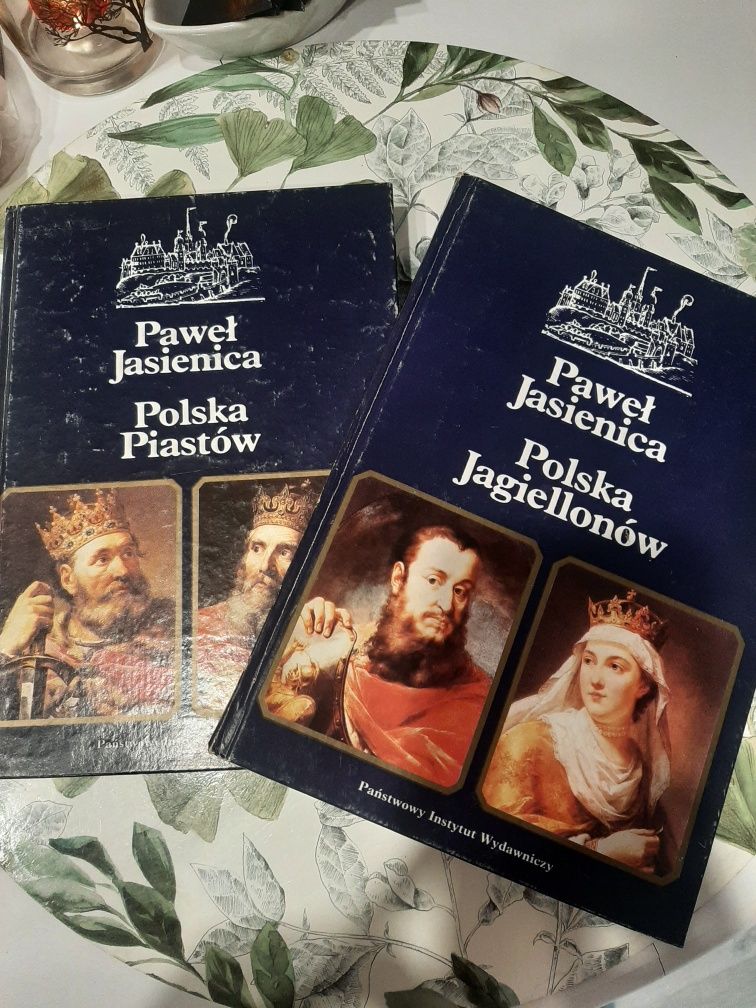 Paweł
Jasienica
Polska
Piastów
Paweł
Jasienica
Polska
Jagiellonów
Państwowy Instytut Wydawniczy